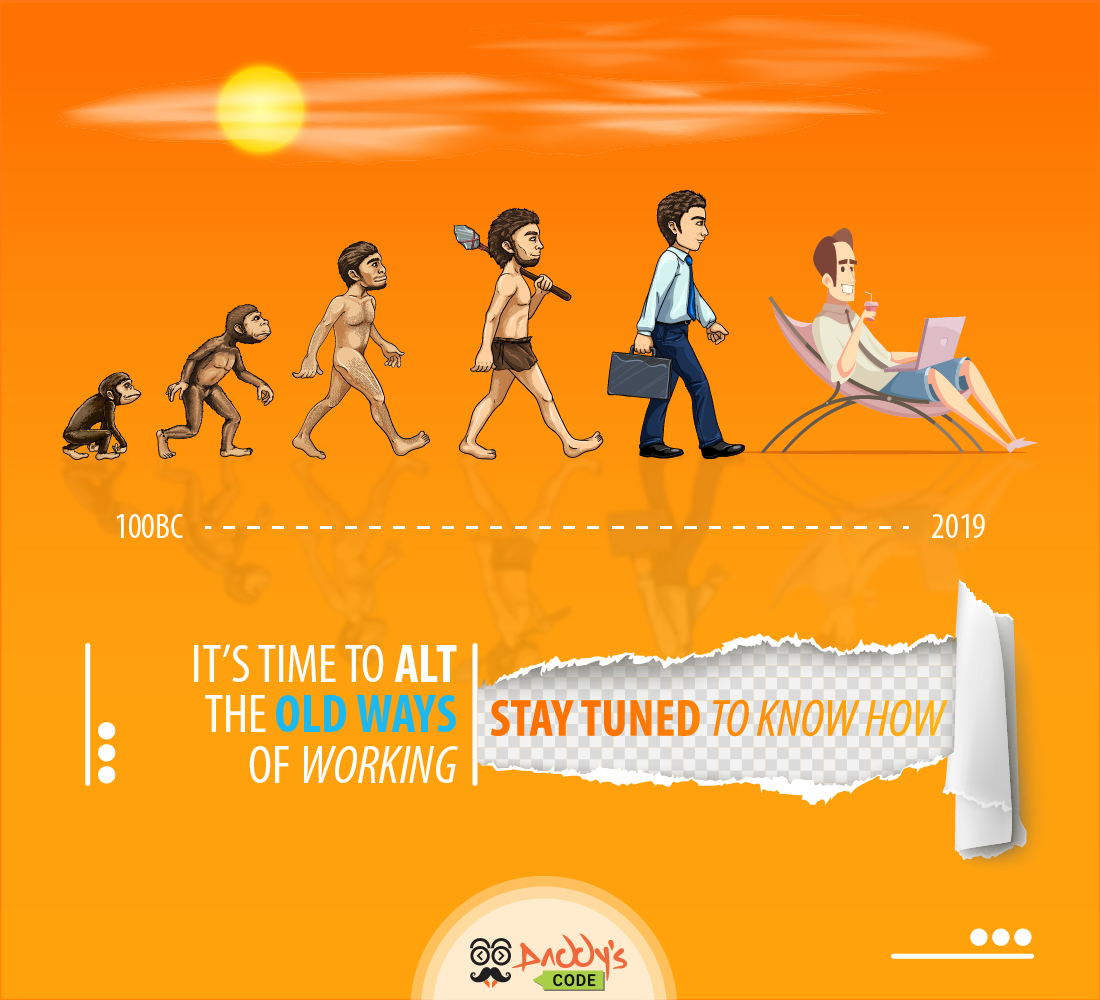 100BC
2019
IT'S TIME TO ALT
THE OLD WAYS
OF WORKING
STAY TUNED TO KNOW HOW
Daddy's
CODE